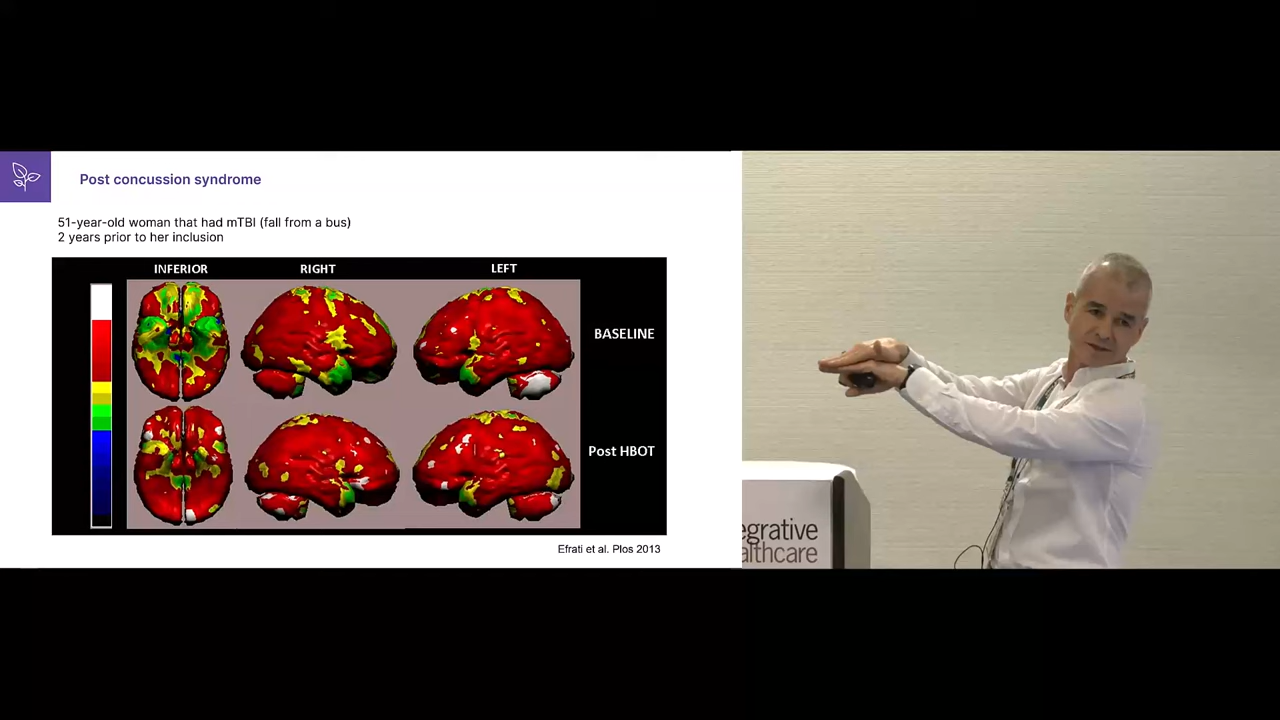 Post concussion syndrome
51-year-old woman that had mTBI (fall from a bus)
2 years prior to her inclusion
INFERIOR RIGHT LEFT
BASELINE
Post HBOT
Efrati et al. Plos 2013
egrative
althcare